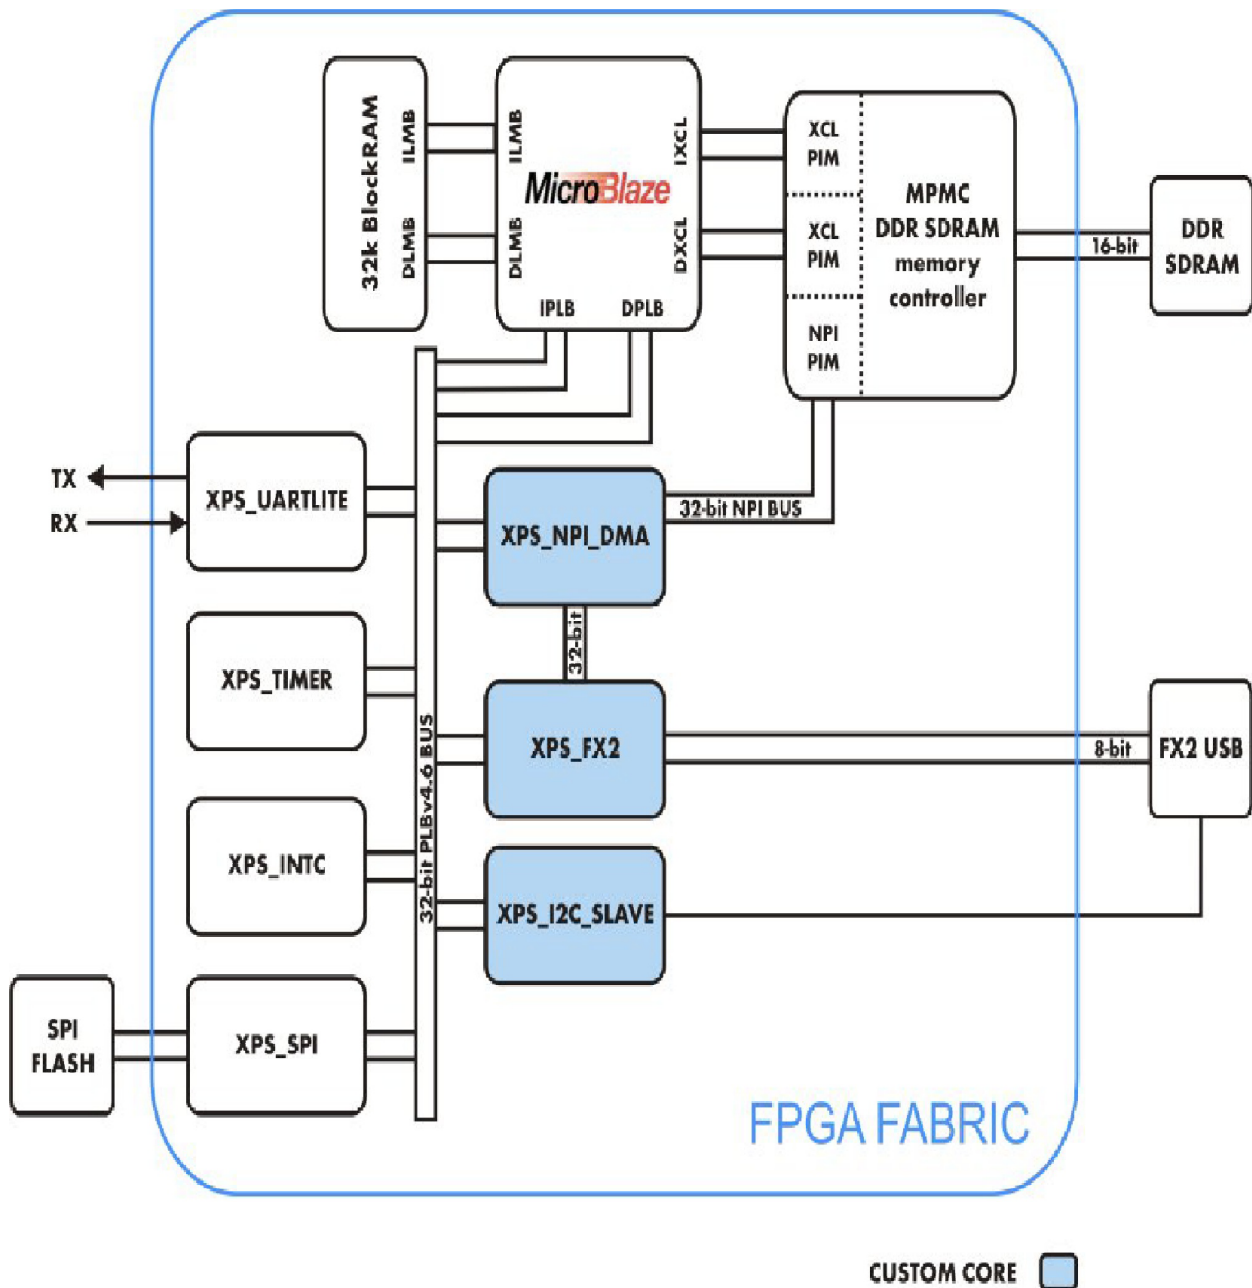 32k BlockRAM
ILMB
DLMB
ILMB
DLMB
MicroBlaze
IXCL
DXCL
IPLB
DPLB
XCL
PIM
XCL
PIM
NPI
PIM
MPMC
DDR SDRAM
memory
controller
16-bit
DDR
SDRAM
TX
RX
XPS_UARTLITE
XPS_NPI_DMA
32-bit NPI BUS
32-bit
XPS_TIMER
32-bit PLBv4.6 BUS
XPS_FX2
8-bit
FX2 USB
XPS_INTC
XPS_I2C_SLAVE
SPI
FLASH
XPS_SPI
FPGA FABRIC
CUSTOM CORE